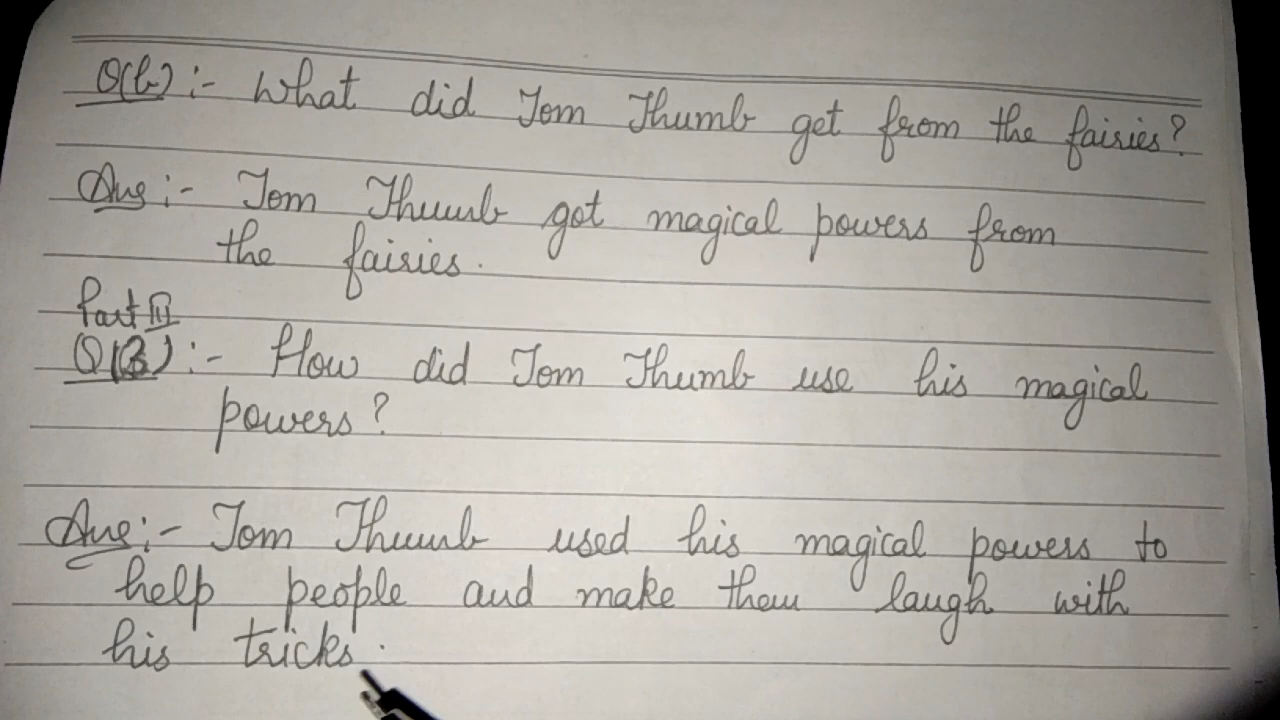 Q(b):- What did Tom Thumb get from the fairies?
Ans:- Tom Thumb got magical powers from
the fairies.
Part III
Q(B):- How did Tom Thumb use his magical
powers?
Ans:- Tom Thumb used his magical powers to
help people and make them laugh with
his tricks.